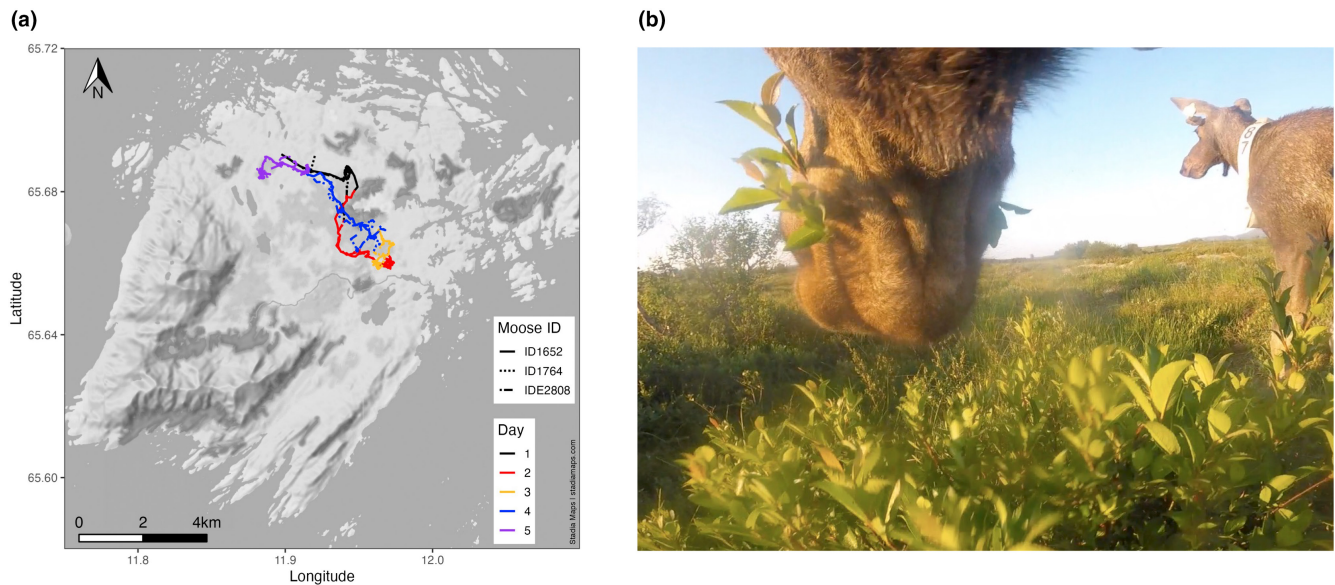 (a)
(b)
65.72
N
65.68
Latitude
65.64
65.60
Moose ID
ID1652
ID1764
IDE2808
Day
1
2
3
4
5
Stadia Maps | stadiamaps.com
0 2 4km
11.8 11.9 12.0
Longitude